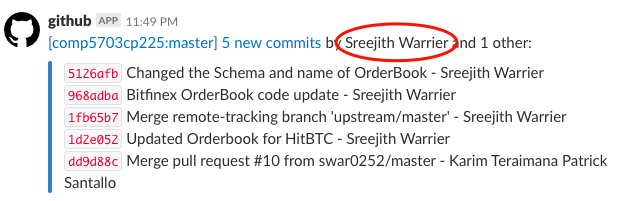 github APP 11:49 PM
[comp5703cp225:master] 5 new commits by Sreejith Warrier and 1 other:
5126afb Changed the Schema and name of OrderBook - Sreejith Warrier
968adba Bitfinex OrderBook code update - Sreejith Warrier
1fb65b7 Merge remote-tracking branch 'upstream/master' - Sreejith Warrier
1d2e052 Updated Orderbook for HitBTC - Sreejith Warrier
dd9d88c Merge pull request #10 from swar0252/master - Karim Teraimana Patrick
Santallo